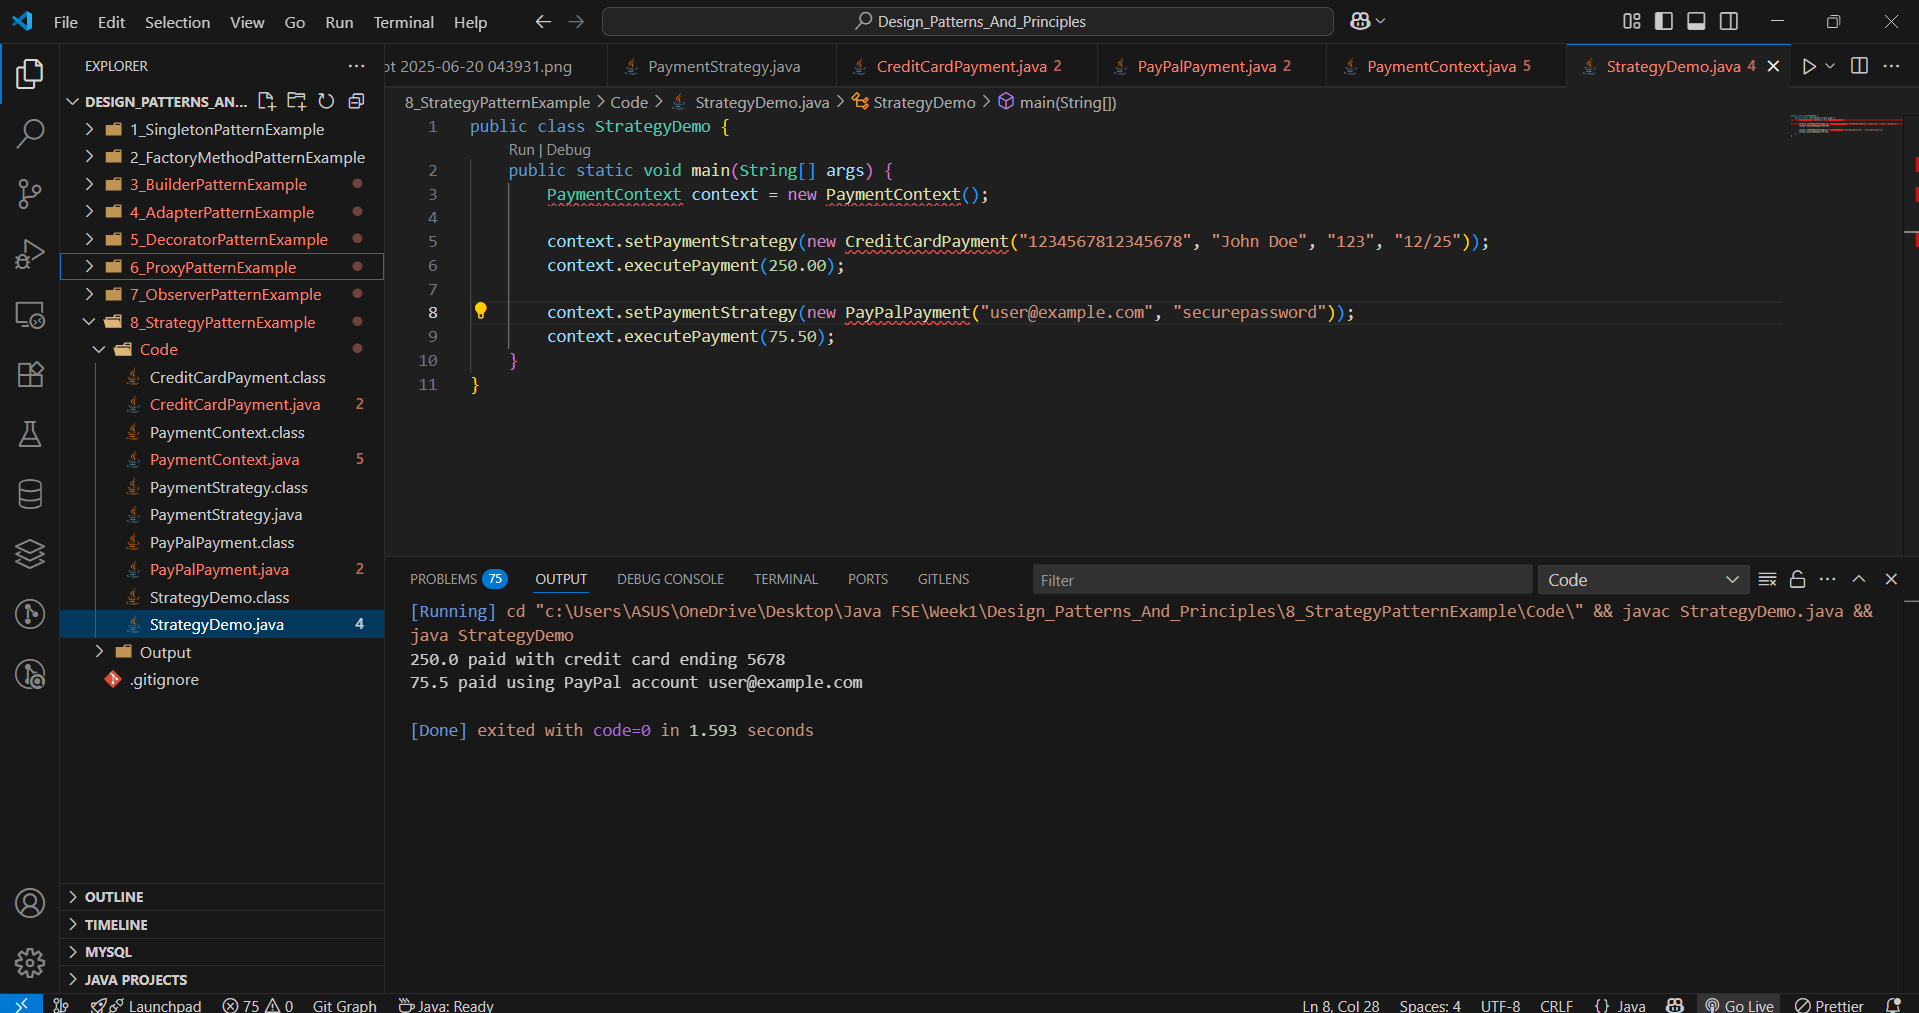 File Edit Selection View Go Run Terminal Help
Design_Patterns_And_Principles
EXPLORER
DESIGN_PATTERNS_AN...
1_SingletonPatternExample
2_FactoryMethodPatternExample
3_BuilderPatternExample
4_AdapterPatternExample
5_DecoratorPatternExample
6_ProxyPatternExample
7_ObserverPatternExample
8_StrategyPatternExample
Code
CreditCardPayment.class
CreditCardPayment.java 2
PaymentContext.class
PaymentContext.java 5
PaymentStrategy.class
PaymentStrategy.java
PayPalPayment.class
PayPalPayment.java 2
StrategyDemo.class
StrategyDemo.java 4
Output
.gitignore
OUTLINE
TIMELINE
MYSQL
JAVA PROJECTS
ot 2025-06-20 043931.png PaymentStrategy.java CreditCardPayment.java 2 PayPalPayment.java 2 PaymentContext.java 5 StrategyDemo.java 4
8_StrategyPatternExample > Code > StrategyDemo.java > StrategyDemo > main(String[])
1 public class StrategyDemo {
Run | Debug
2 public static void main(String[] args) {
3 PaymentContext context = new PaymentContext();
4
5 context.setPaymentStrategy(new CreditCardPayment("1234567812345678", "John Doe", "123", "12/25"));
6 context.executePayment(250.00);
7
8 context.setPaymentStrategy(new PayPalPayment("user@example.com", "securepassword"));
9 context.executePayment(75.50);
10 }
11 }
PROBLEMS 75 OUTPUT DEBUG CONSOLE TERMINAL PORTS GITLENS Filter Code
[Running] cd "c:\Users\ASUS\OneDrive\Desktop\Java FSE\Week1\Design_Patterns_And_Principles\8_StrategyPatternExample\Code\" && javac StrategyDemo.java &&
java StrategyDemo
250.0 paid with credit card ending 5678
75.5 paid using PayPal account user@example.com
[Done] exited with code=0 in 1.593 seconds
Launchpad 75 0 Git Graph Java: Ready Ln 8, Col 28 Spaces: 4 UTF-8 CRLF {} Java Go Live Prettier